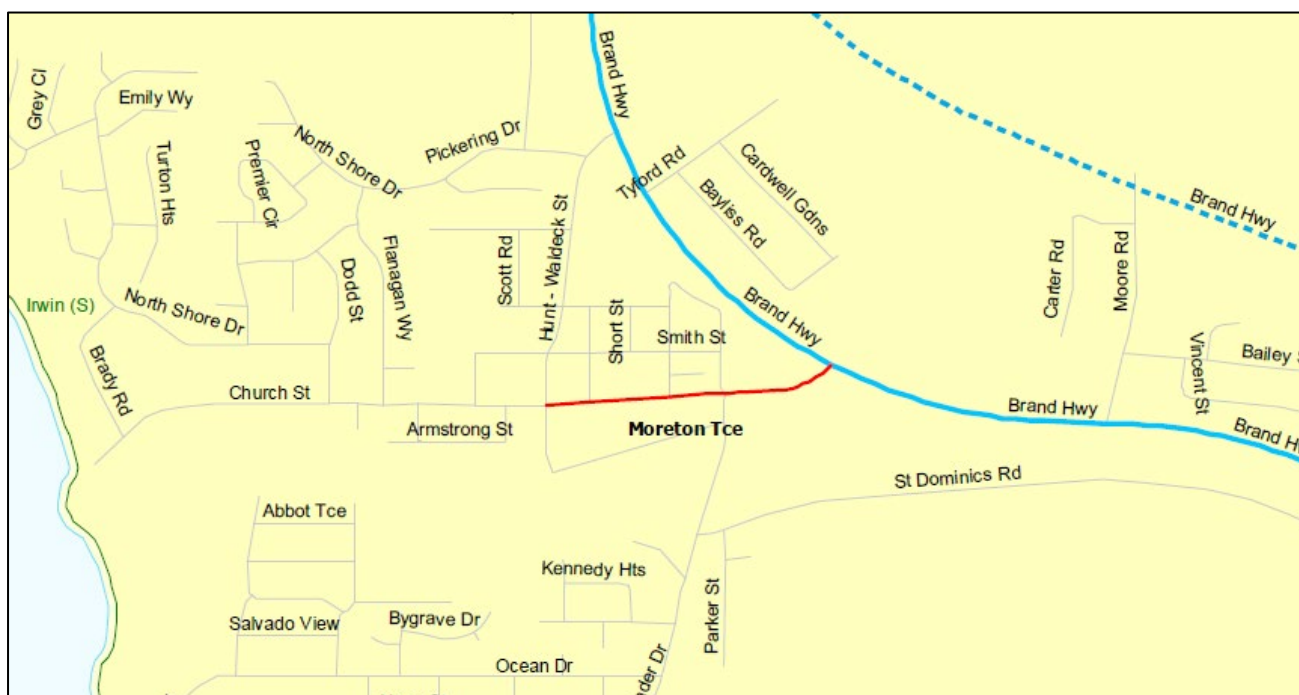 Brand Hwy
Grey Cl
Emily Wy
Turton Hts
Premier Cir
North Shore Dr
Pickering Dr
Tyford Rd
Cardwell Gdns
Bayliss Rd
Brand Hwy
Irwin (S)
North Shore Dr
Dodd St
Flanagan Wy
Scott Rd
Hunt - Waldeck St
Short St
Smith St
Brand Hwy
Carter Rd
Moore Rd
Vincent St
Bailey S
Brady Rd
Church St
Armstrong St
Moreton Tce
Brand Hwy
Brand H
St Dominics Rd
Abbot Tce
Kennedy Hts
Parker St
Salvado View
Bygrave Dr
Ocean Dr
der Dr